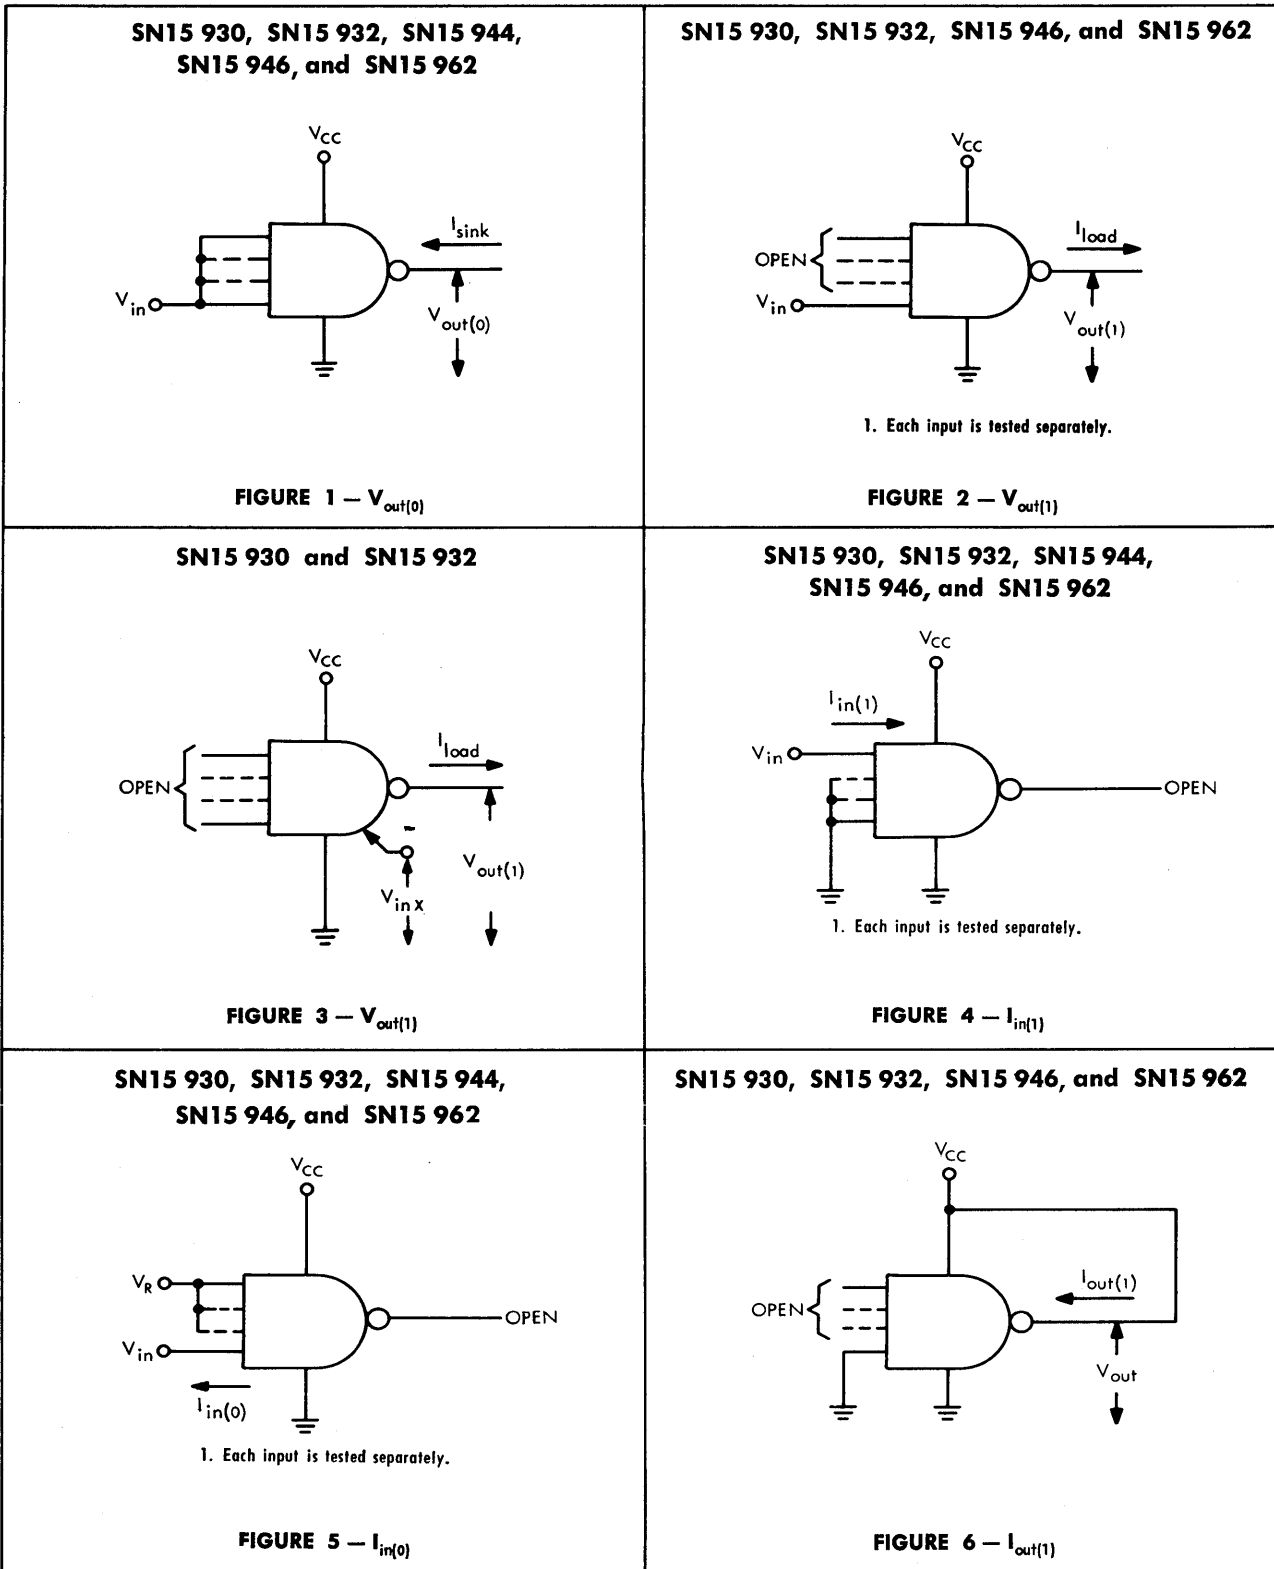 SN15 930, SN15 932, SN15 944,
SN15 946, and SN15 962
VCC
Isink
Vin
Vout(0)
FIGURE 1 — Vout(0)
SN15 930, SN15 932, SN15 946, and SN15 962
VCC
Iload
OPEN
Vin
Vout(1)
1. Each input is tested separately.
FIGURE 2 — Vout(1)
SN15 930 and SN15 932
VCC
Iload
OPEN
Vout(1)
Vin X
FIGURE 3 — Vout(1)
SN15 930, SN15 932, SN15 944,
SN15 946, and SN15 962
VCC
Iin(1)
Vin
OPEN
1. Each input is tested separately.
FIGURE 4 — Iin(1)
SN15 930, SN15 932, SN15 944,
SN15 946, and SN15 962
VCC
VR
OPEN
Vin
Iin(0)
1. Each input is tested separately.
FIGURE 5 — Iin(0)
SN15 930, SN15 932, SN15 946, and SN15 962
VCC
Iout(1)
OPEN
Vout
FIGURE 6 — Iout(1)